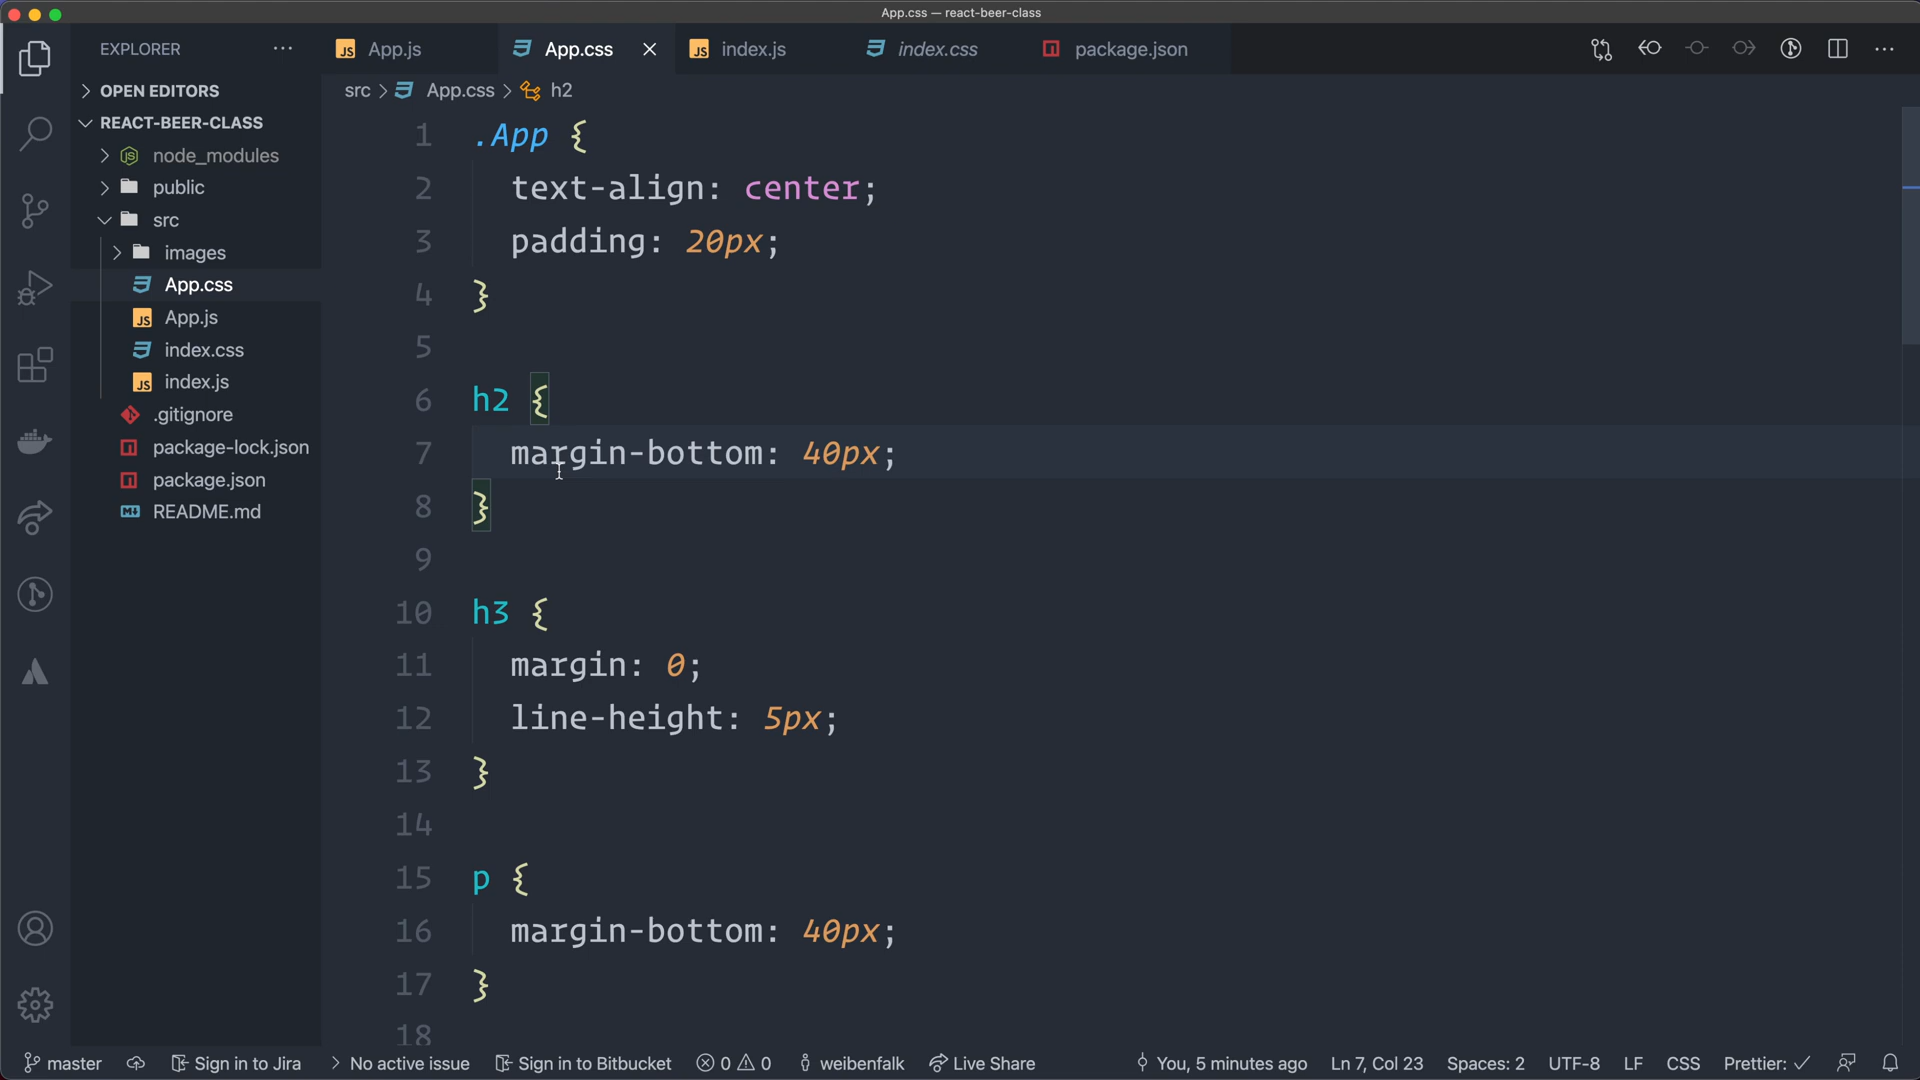 App.css — react-beer-class
EXPLORER
JS App.js
App.css
JS index.js
index.css
package.json
OPEN EDITORS
src > App.css > h2
REACT-BEER-CLASS
node_modules
public
src
images
App.css
JS App.js
index.css
JS index.js
.gitignore
package-lock.json
package.json
README.md
1 .App {
2 text-align: center;
3 padding: 20px;
4 }
5
6 h2 {
7 margin-bottom: 40px;
8 }
9
10 h3 {
11 margin: 0;
12 line-height: 5px;
13 }
14
15 p {
16 margin-bottom: 40px;
17 }
18
master Sign in to Jira > No active issue Sign in to Bitbucket 0 0 weibenfalk Live Share You, 5 minutes ago Ln 7, Col 23 Spaces: 2 UTF-8 LF CSS Prettier: ✓